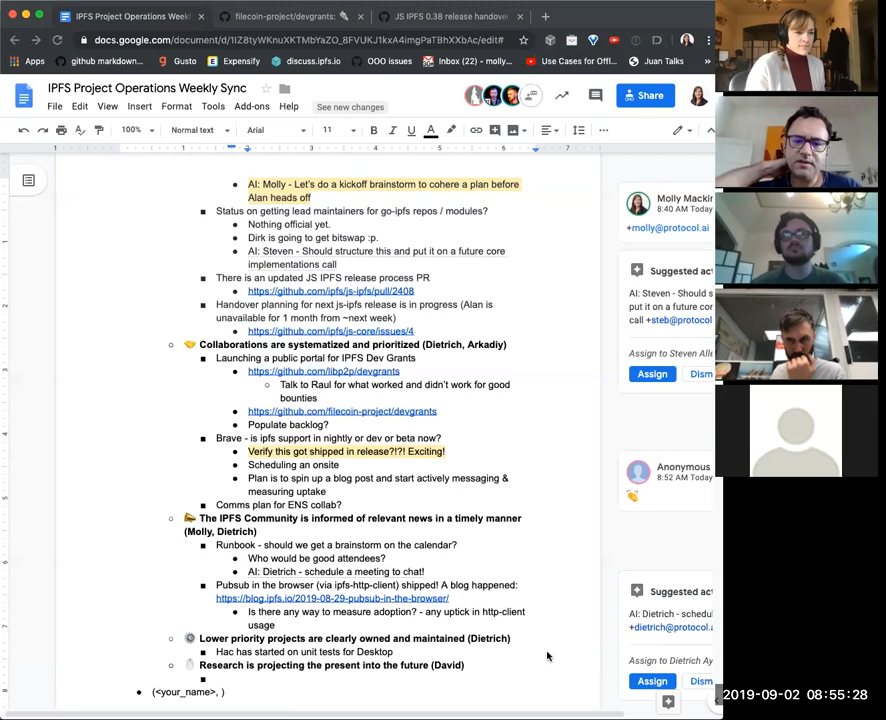 IPFS Project Operations Weekl
filecoin-project/devgrants:
JS IPFS 0.38 release handover
docs.google.com/document/d/1IZ8tyWKnuXKTMbYaZO_8FVUKJ1kxA4imgPaTBhXXbAc/edit#
Apps
github markdown...
Gusto
Expensify
discuss.ipfs.io
OOO issues
Inbox (22) - molly...
Use Cases for Offl...
Juan Talks
IPFS Project Operations Weekly Sync
File Edit View Insert Format Tools Add-ons Help
See new changes
Share
100% Normal text Arial 11
1 1 2 3 4 5 6 7
AI: Molly - Let's do a kickoff brainstorm to cohere a plan before
Alan heads off
Status on getting lead maintainers for go-ipfs repos / modules?
Nothing official yet.
Dirk is going to get bitswap :p.
AI: Steven - Should structure this and put it on a future core
implementations call
There is an updated JS IPFS release process PR
https://github.com/ipfs/js-ipfs/pull/2408
Handover planning for next js-ipfs release is in progress (Alan is
unavailable for 1 month from ~next week)
https://github.com/ipfs/js-core/issues/4
🤝 Collaborations are systematized and prioritized (Dietrich, Arkadiy)
Launching a public portal for IPFS Dev Grants
https://github.com/libp2p/devgrants
Talk to Raul for what worked and didn't work for good
bounties
https://github.com/filecoin-project/devgrants
Populate backlog?
Brave - is ipfs support in nightly or dev or beta now?
Verify this got shipped in release?!?! Exciting!
Scheduling an onsite
Plan is to spin up a blog post and start actively messaging &
measuring uptake
Comms plan for ENS collab?
The IPFS Community is informed of relevant news in a timely manner
(Molly, Dietrich)
Runbook - should we get a brainstorm on the calendar?
Who would be good attendees?
AI: Dietrich - schedule a meeting to chat!
Pubsub in the browser (via ipfs-http-client) shipped! A blog happened:
https://blog.ipfs.io/2019-08-29-pubsub-in-the-browser/
Is there any way to measure adoption? - any uptick in http-client
usage
Lower priority projects are clearly owned and maintained (Dietrich)
Hac has started on unit tests for Desktop
Research is projecting the present into the future (David)
(<your_name>, )
Molly Mackin
8:40 AM Today
+molly@protocol.ai
Suggested act
AI: Steven - Should s
put it on a future cor
call +steb@protocol
Assign to Steven Alle
Assign Dism
Anonymous
8:52 AM Today
👏
Suggested act
AI: Dietrich - schedul
+dietrich@protocol.a
Assign to Dietrich Ay
Assign Dism
2019-09-02 08:55:28